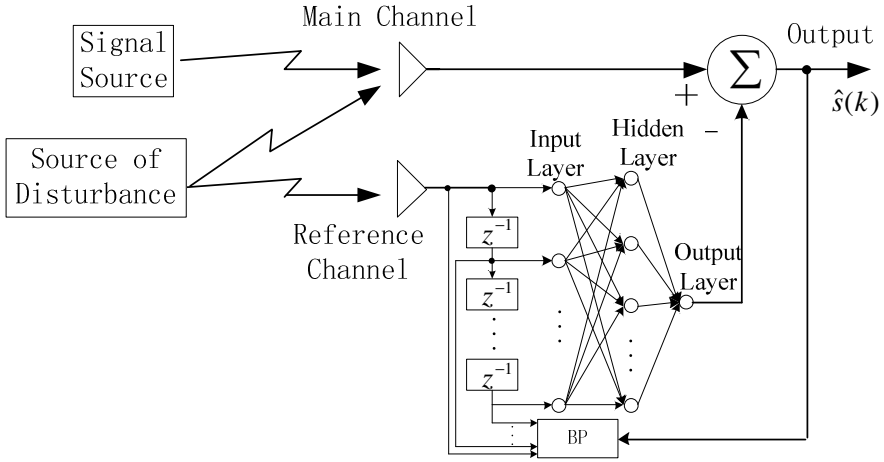 Main Channel
Signal
Source
Σ
Output
+
−
ŝ(k)
Source of
Disturbance
Input
Layer
Hidden
Layer
Reference
Channel
z⁻¹
Output
Layer
z⁻¹
z⁻¹
BP